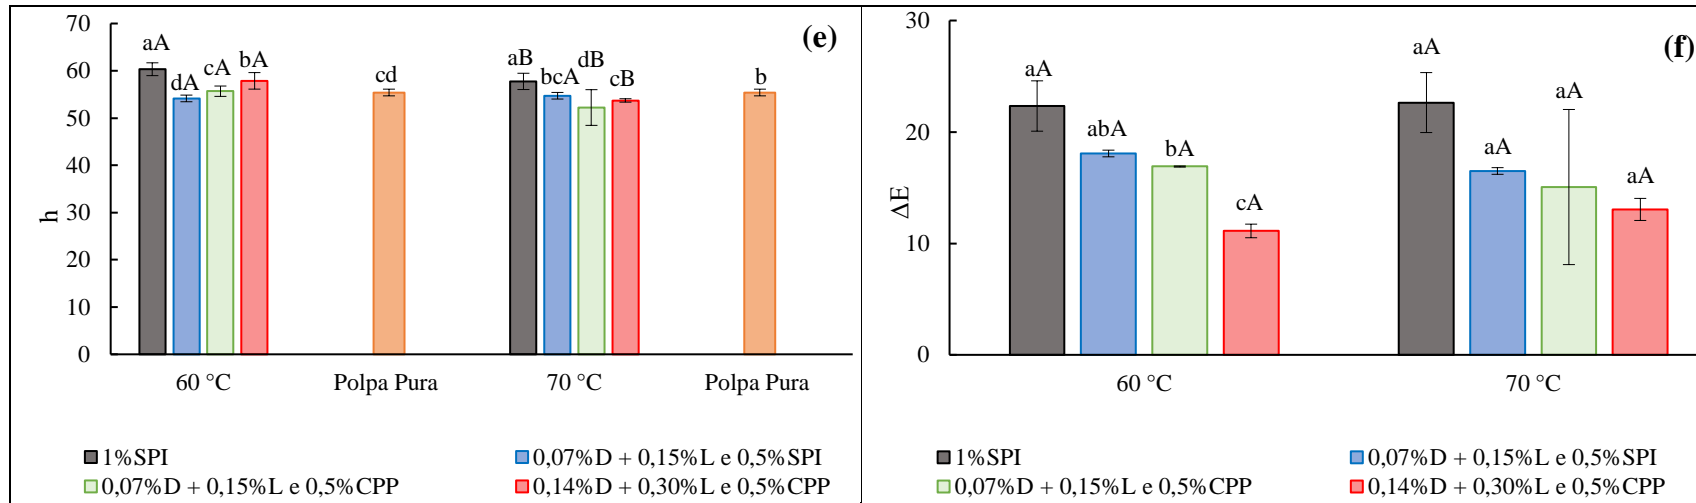 (e)
70
60
50
40
30
20
10
0
h
aA
dA
cA
bA
cd
aB
bcA
dB
cB
b
60 °C
Polpa Pura
70 °C
Polpa Pura
1%SPI
0,07%D + 0,15%L e 0,5%SPI
0,07%D + 0,15%L e 0,5%CPP
0,14%D + 0,30%L e 0,5%CPP
(f)
30
20
10
0
ΔE
aA
abA
bA
cA
aA
aA
aA
aA
60 °C
70 °C
1%SPI
0,07%D + 0,15%L e 0,5%SPI
0,07%D + 0,15%L e 0,5%CPP
0,14%D + 0,30%L e 0,5%CPP